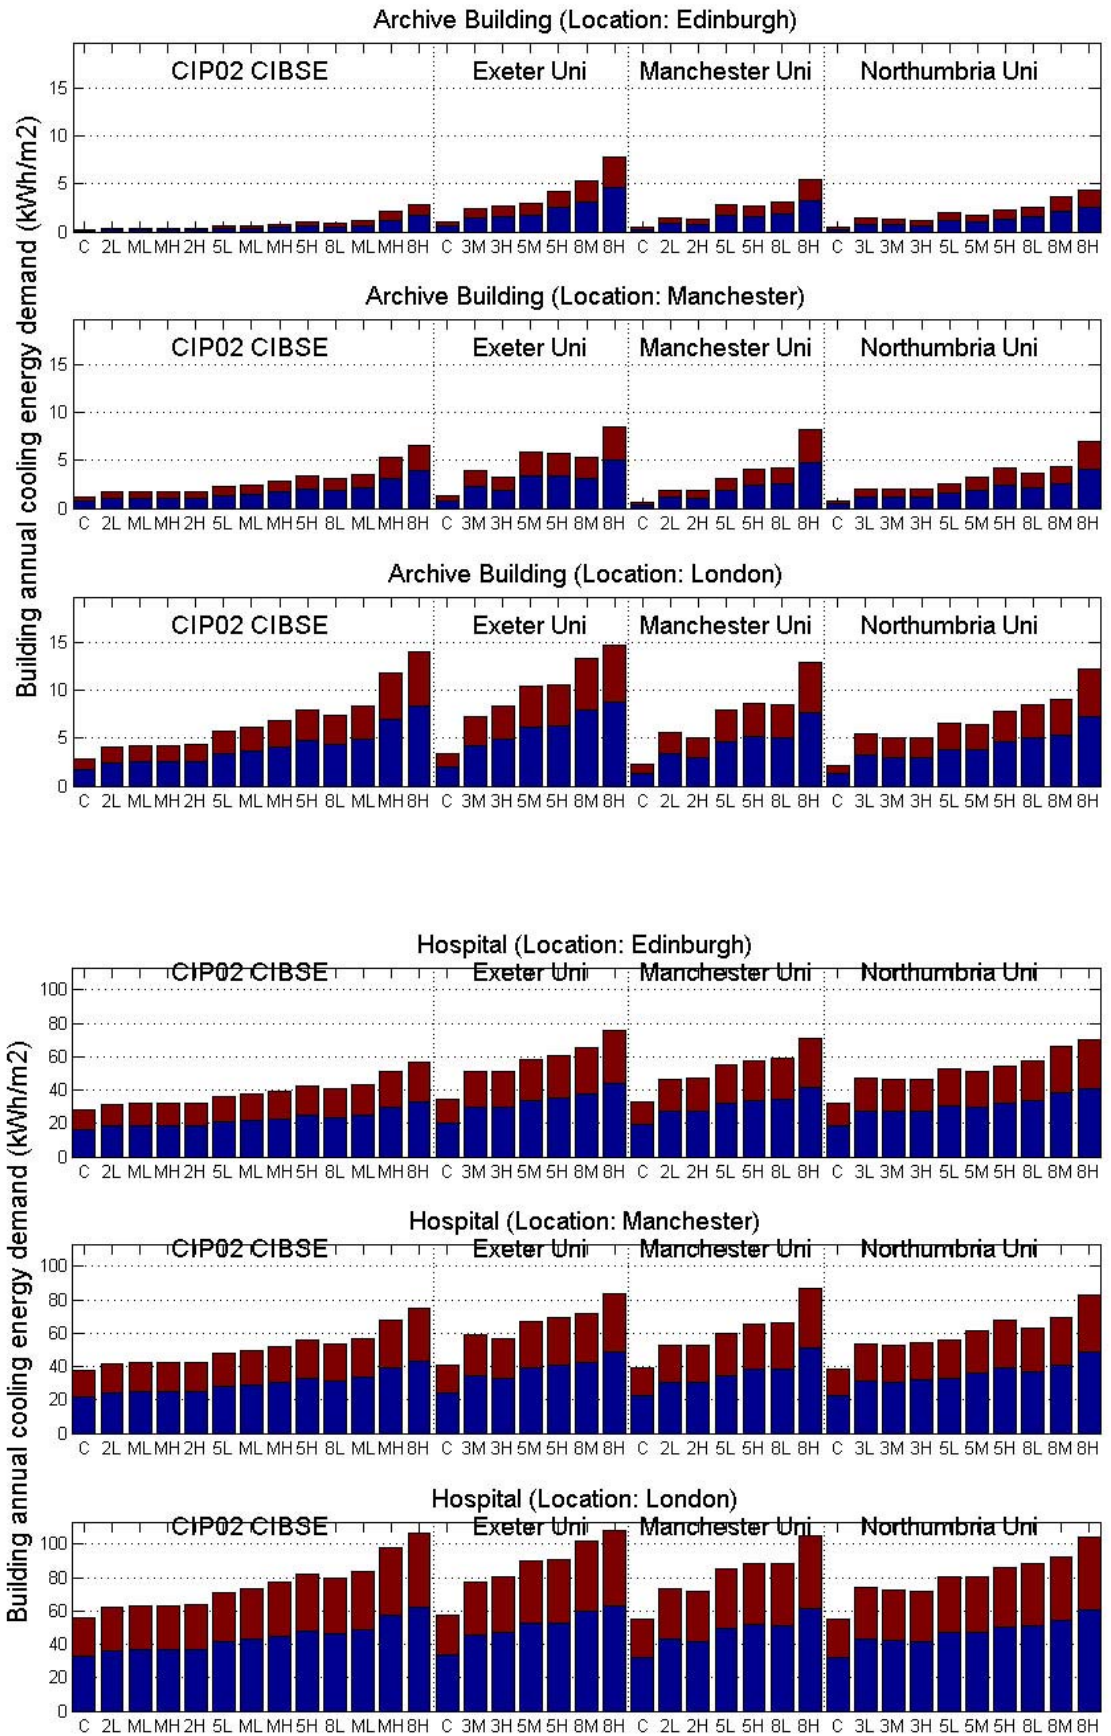 Archive Building (Location: Edinburgh)
CIP02 CIBSE Exeter Uni Manchester Uni Northumbria Uni
15
10
5
0
C 2L ML MH 2H 5L ML MH 5H 8L ML MH 8H C 3M 3H 5M 5H 8M 8H C 2L 2H 5L 5H 8L 8H C 3L 3M 3H 5L 5M 5H 8L 8M 8H
Building annual cooling energy demand (kWh/m2)
Archive Building (Location: Manchester)
CIP02 CIBSE Exeter Uni Manchester Uni Northumbria Uni
15
10
5
0
C 2L ML MH 2H 5L ML MH 5H 8L ML MH 8H C 3M 3H 5M 5H 8M 8H C 2L 2H 5L 5H 8L 8H C 3L 3M 3H 5L 5M 5H 8L 8M 8H
Archive Building (Location: London)
CIP02 CIBSE Exeter Uni Manchester Uni Northumbria Uni
15
10
5
0
C 2L ML MH 2H 5L ML MH 5H 8L ML MH 8H C 3M 3H 5M 5H 8M 8H C 2L 2H 5L 5H 8L 8H C 3L 3M 3H 5L 5M 5H 8L 8M 8H
Hospital (Location: Edinburgh)
CIP02 CIBSE Exeter Uni Manchester Uni Northumbria Uni
100
80
60
40
20
0
C 2L ML MH 2H 5L ML MH 5H 8L ML MH 8H C 3M 3H 5M 5H 8M 8H C 2L 2H 5L 5H 8L 8H C 3L 3M 3H 5L 5M 5H 8L 8M 8H
Building annual cooling energy demand (kWh/m2)
Hospital (Location: Manchester)
CIP02 CIBSE Exeter Uni Manchester Uni Northumbria Uni
100
80
60
40
20
0
C 2L ML MH 2H 5L ML MH 5H 8L ML MH 8H C 3M 3H 5M 5H 8M 8H C 2L 2H 5L 5H 8L 8H C 3L 3M 3H 5L 5M 5H 8L 8M 8H
Hospital (Location: London)
CIP02 CIBSE Exeter Uni Manchester Uni Northumbria Uni
100
80
60
40
20
0
C 2L ML MH 2H 5L ML MH 5H 8L ML MH 8H C 3M 3H 5M 5H 8M 8H C 2L 2H 5L 5H 8L 8H C 3L 3M 3H 5L 5M 5H 8L 8M 8H